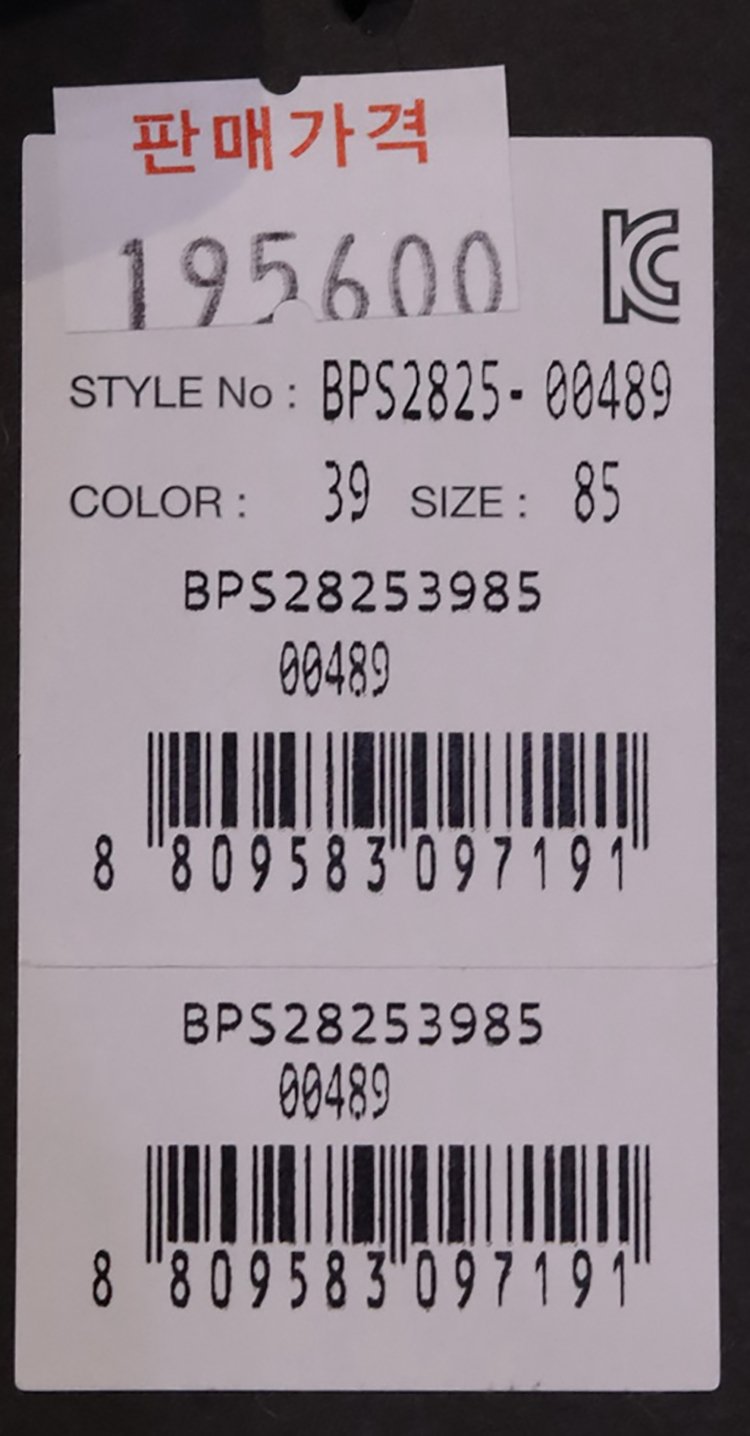 판매가격
195600
KC
STYLE No : BPS2825- 00489
COLOR : 39 SIZE : 85
BPS28253985
00489
8 809583 097191
BPS28253985
00489
8 809583 097191